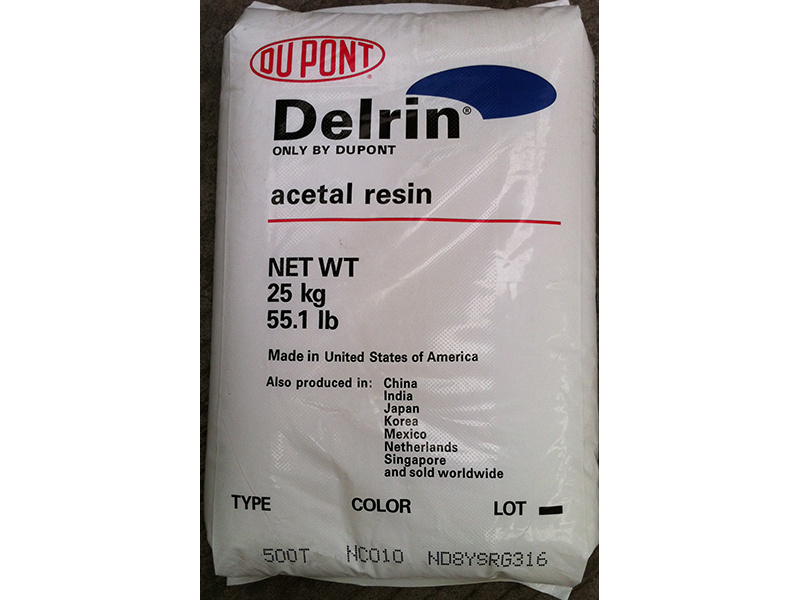 DU PONT®
Delrin®
ONLY BY DUPONT
acetal resin
NET WT
25 kg
55.1 lb
Made in United States of America
Also produced in: China
India
Japan
Korea
Mexico
Netherlands
Singapore
and sold worldwide
TYPE COLOR LOT
500T NC010 ND8YSRG316